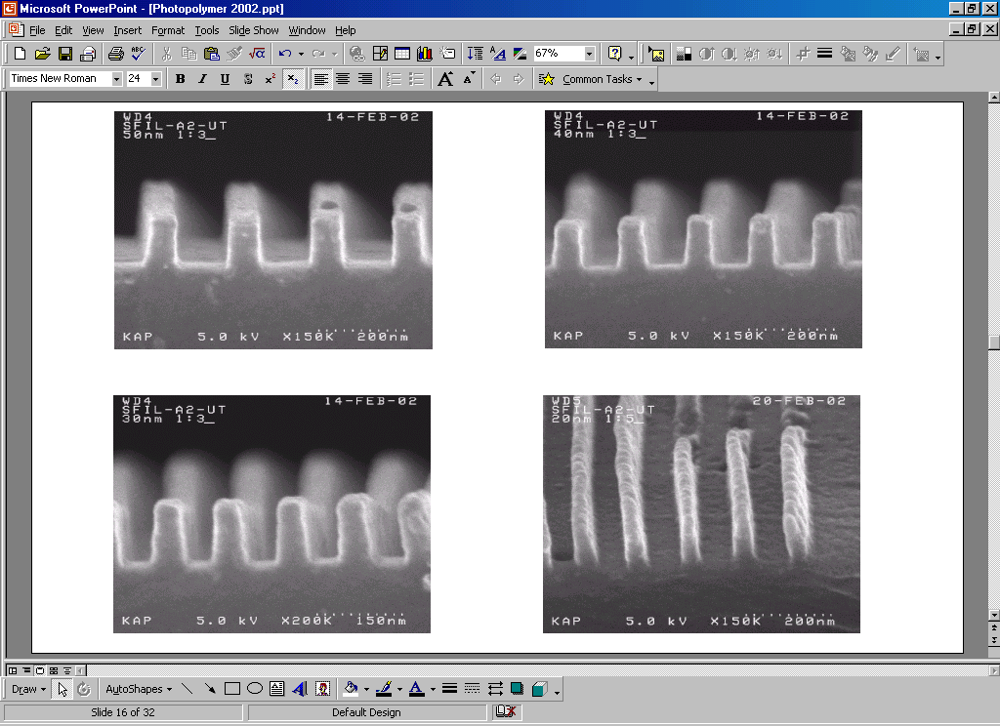 Microsoft PowerPoint - [Photopolymer 2002.ppt]
File Edit View Insert Format Tools Slide Show Window Help
67%
Times New Roman 24 Common Tasks
WD4 14-FEB-02
SFIL-A2-UT
50nm 1:3_
KAP 5.0 kV X150K 200nm
WD4 14-FEB-02
SFIL-A2-UT
40nm 1:3_
KAP 5.0 kV X150K 200nm
WD4 14-FEB-02
SFIL-A2-UT
30nm 1:3_
KAP 5.0 kV X200K 150nm
WD5 20-FEB-02
SFIL-A2-UT
20nm 1:5_
KAP 5.0 kV X150K 200nm
Draw AutoShapes
Slide 16 of 32 Default Design